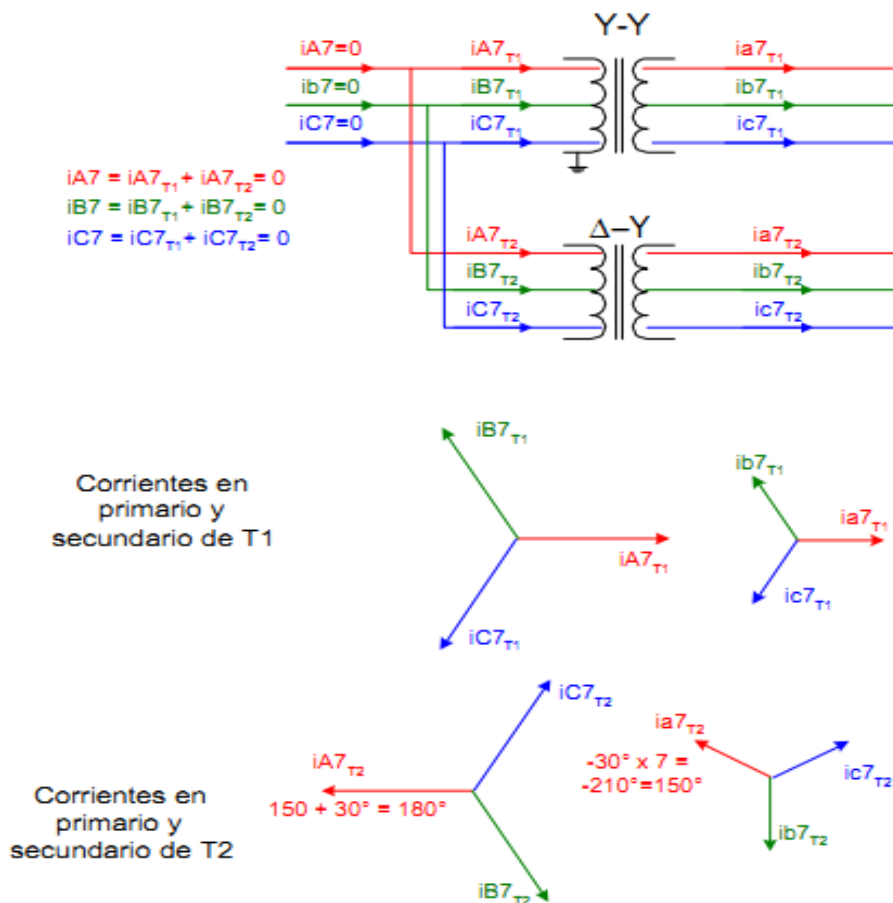 Y-Y
iA7=0
iA7T1
ia7T1
ib7=0
iB7T1
ib7T1
iC7=0
iC7T1
ic7T1
iA7 = iA7T1 + iA7T2 = 0
iB7 = iB7T1 + iB7T2 = 0
iC7 = iC7T1 + iC7T2 = 0
Δ–Y
iA7T2
ia7T2
iB7T2
ib7T2
iC7T2
ic7T2
Corrientes en
primario y
secundario de T1
iB7T1
iA7T1
iC7T1
ib7T1
ia7T1
ic7T1
Corrientes en
primario y
secundario de T2
iC7T2
iA7T2
150 + 30° = 180°
iB7T2
ia7T2
-30° x 7 =
-210°=150°
ic7T2
ib7T2